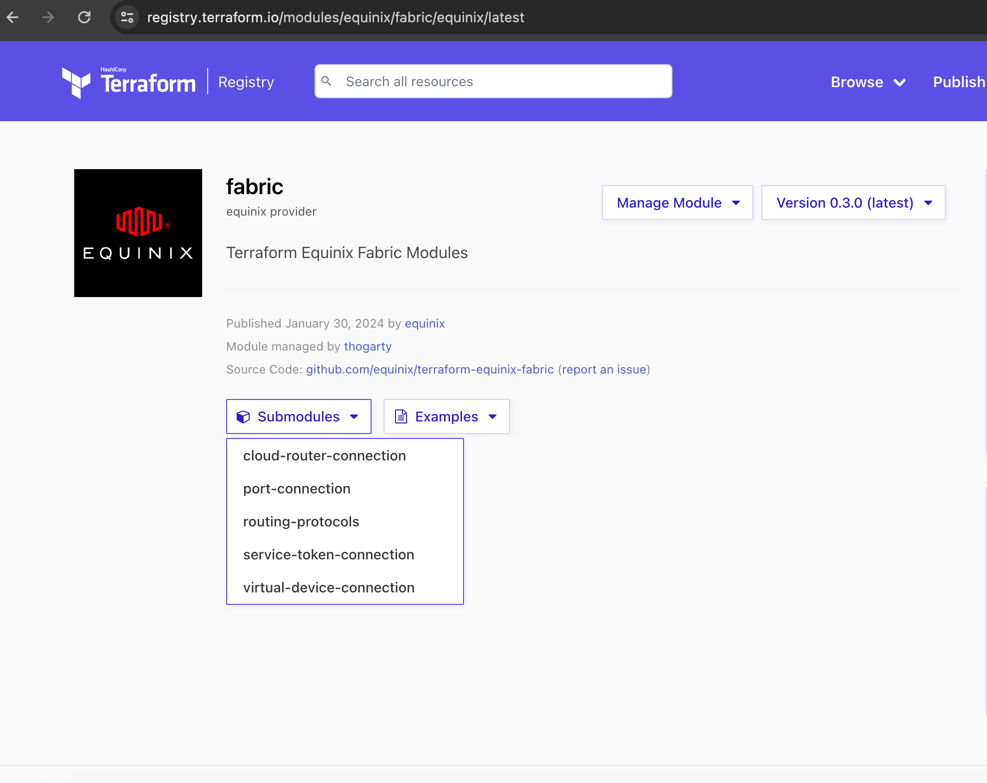 registry.terraform.io/modules/equinix/fabric/equinix/latest
HashiCorp
Terraform
Registry
Search all resources
Browse
Publish
EQUINIX
fabric
equinix provider
Manage Module
Version 0.3.0 (latest)
Terraform Equinix Fabric Modules
Published January 30, 2024 by equinix
Module managed by thogarty
Source Code: github.com/equinix/terraform-equinix-fabric (report an issue)
Submodules
Examples
cloud-router-connection
port-connection
routing-protocols
service-token-connection
virtual-device-connection